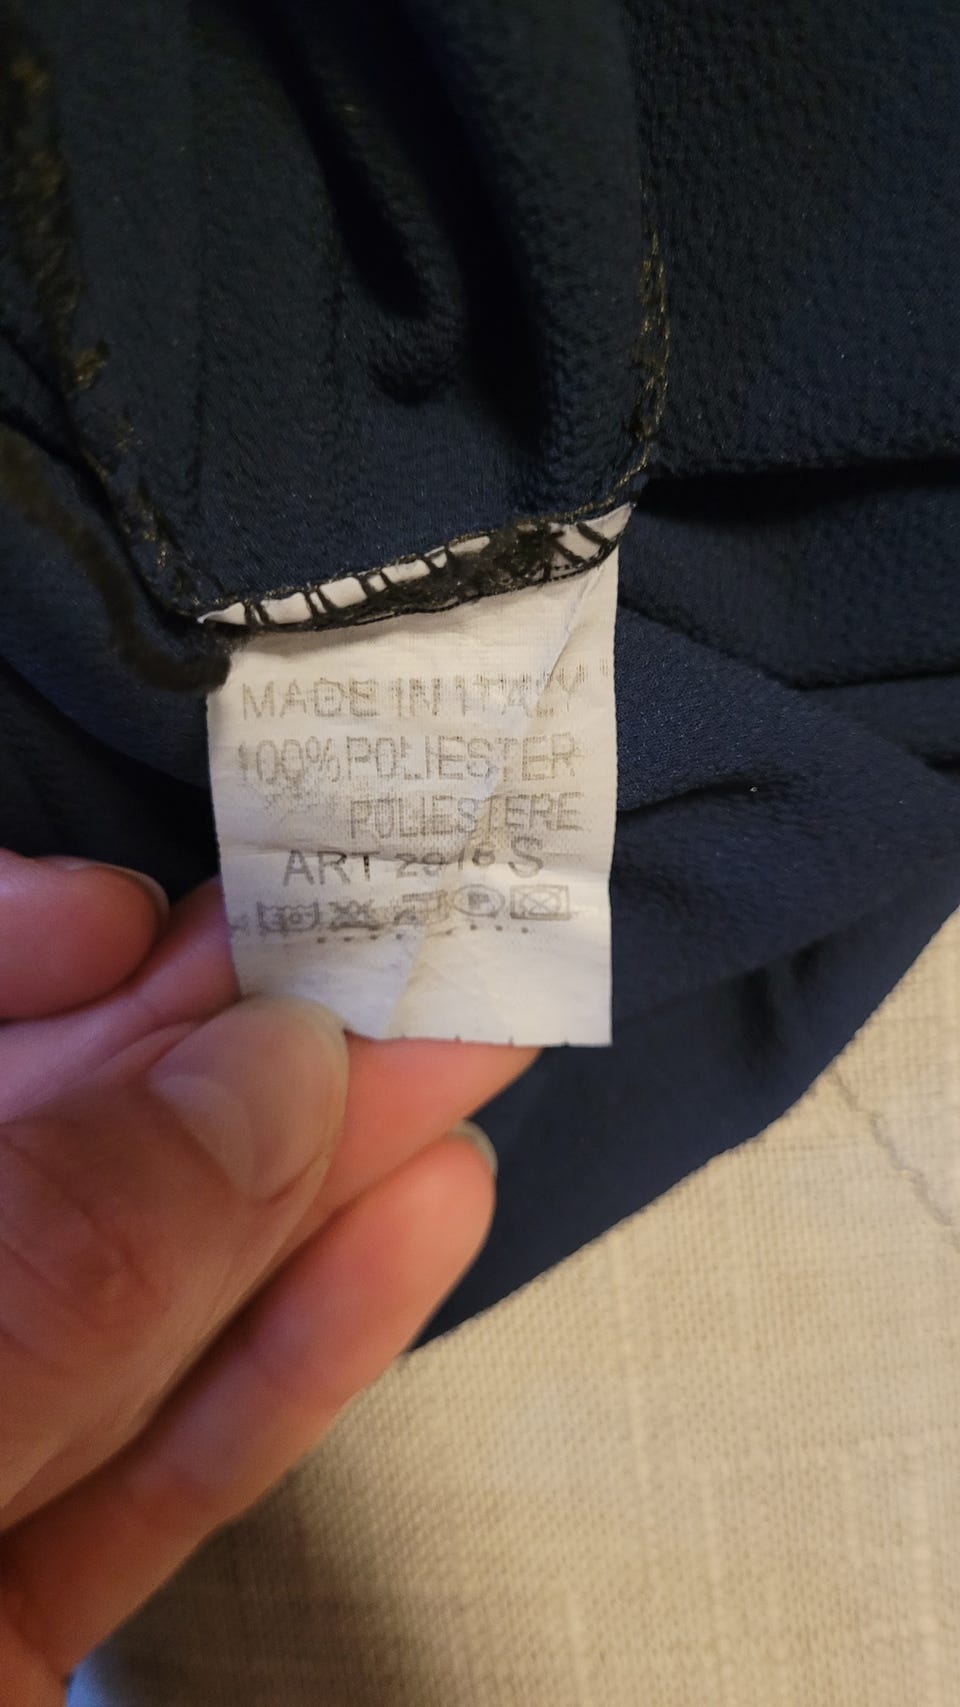 MADE IN ITALY
100% POLIESTER
POLIESTERE
ART S